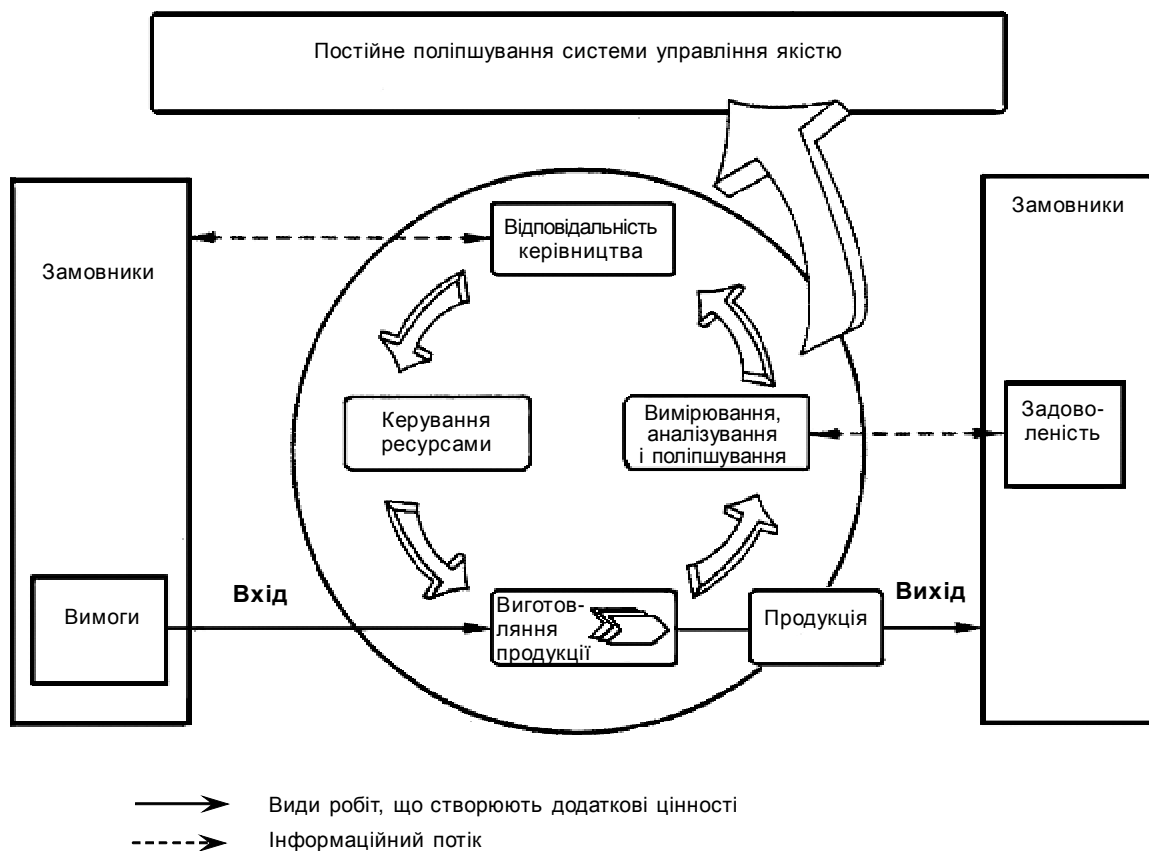 Постійне поліпшування системи управління якістю
Замовники
Відповідальність
керівництва
Замовники
Керування
ресурсами
Вимірювання,
аналізування
і поліпшування
Задово-
леність
Вимоги
Вхід
Виготов-
ляння
продукції
Продукція
Вихід
Види робіт, що створюють додаткові цінності
Інформаційний потік